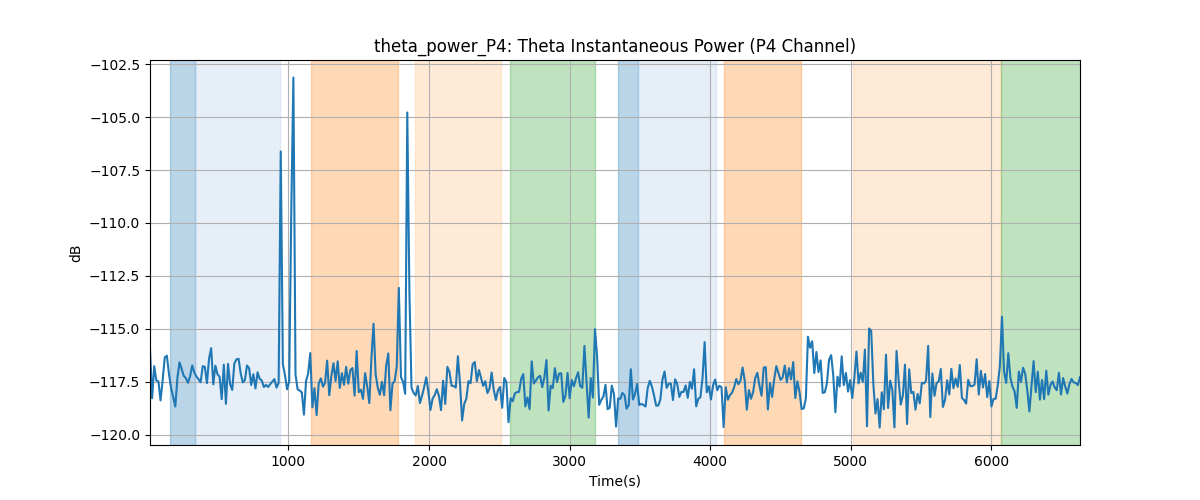 theta_power_P4: Theta Instantaneous Power (P4 Channel)
−102.5
−105.0
−107.5
−110.0
−112.5
−115.0
−117.5
−120.0
dB
1000 2000 3000 4000 5000 6000
Time(s)